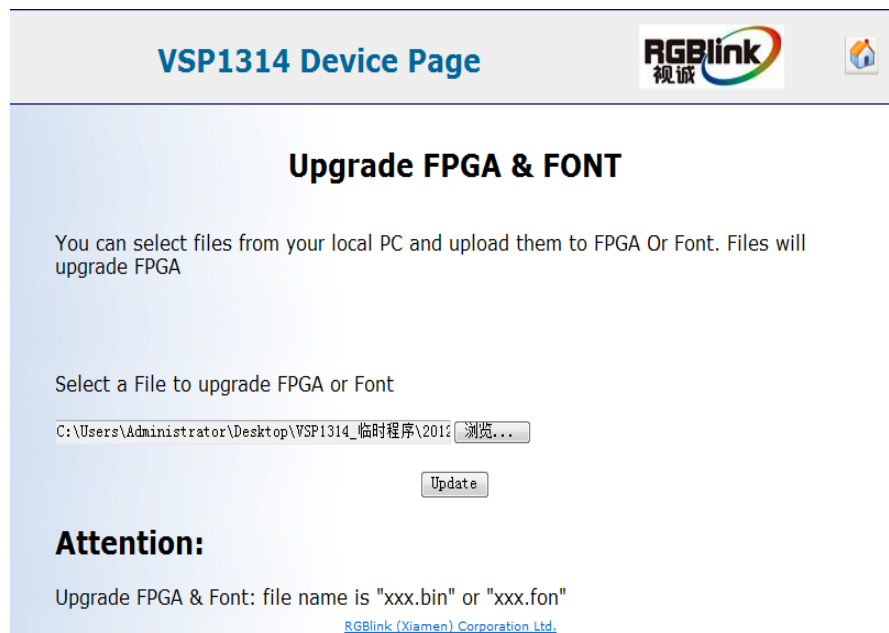 VSP1314 Device Page
RGBlink
视诚
Upgrade FPGA & FONT
You can select files from your local PC and upload them to FPGA Or Font. Files will
upgrade FPGA
Select a File to upgrade FPGA or Font
C:\Users\Administrator\Desktop\VSP1314_临时程序\2012 浏览...
Update
Attention:
Upgrade FPGA & Font: file name is "xxx.bin" or "xxx.fon"
RGBlink (Xiamen) Corporation Ltd.